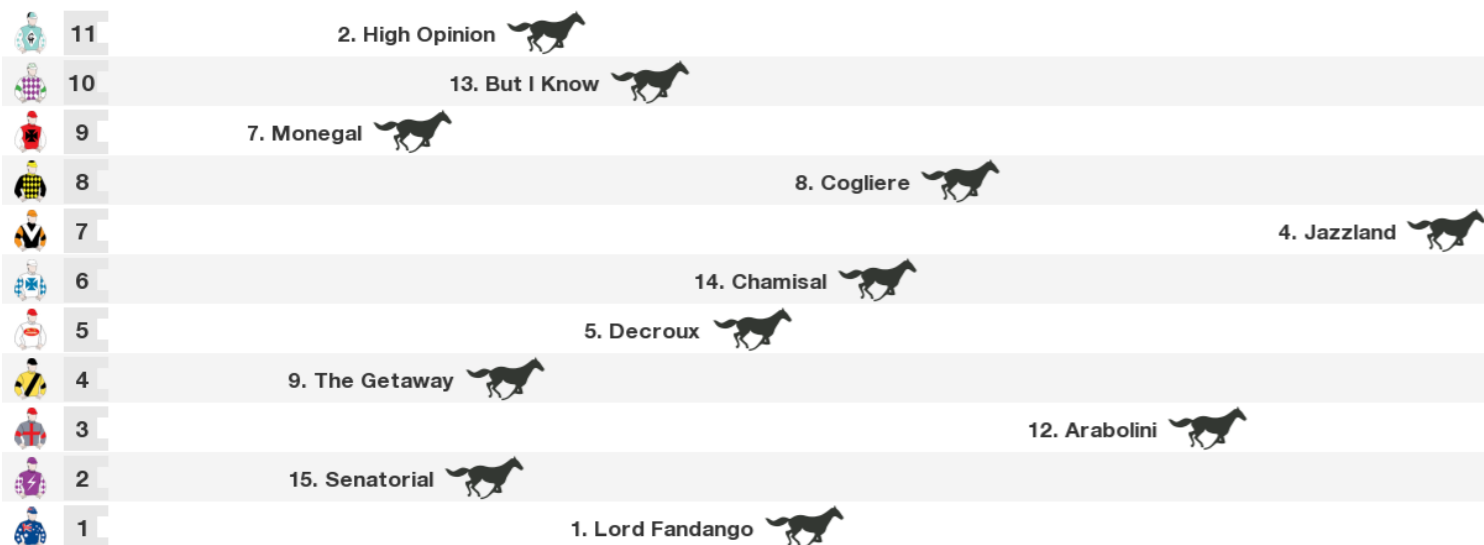 11 2. High Opinion
10 13. But I Know
9 7. Monegal
8 8. Cogliere
7 4. Jazzland
6 14. Chamisal
5 5. Decroux
4 9. The Getaway
3 12. Arabolini
2 15. Senatorial
1 1. Lord Fandango